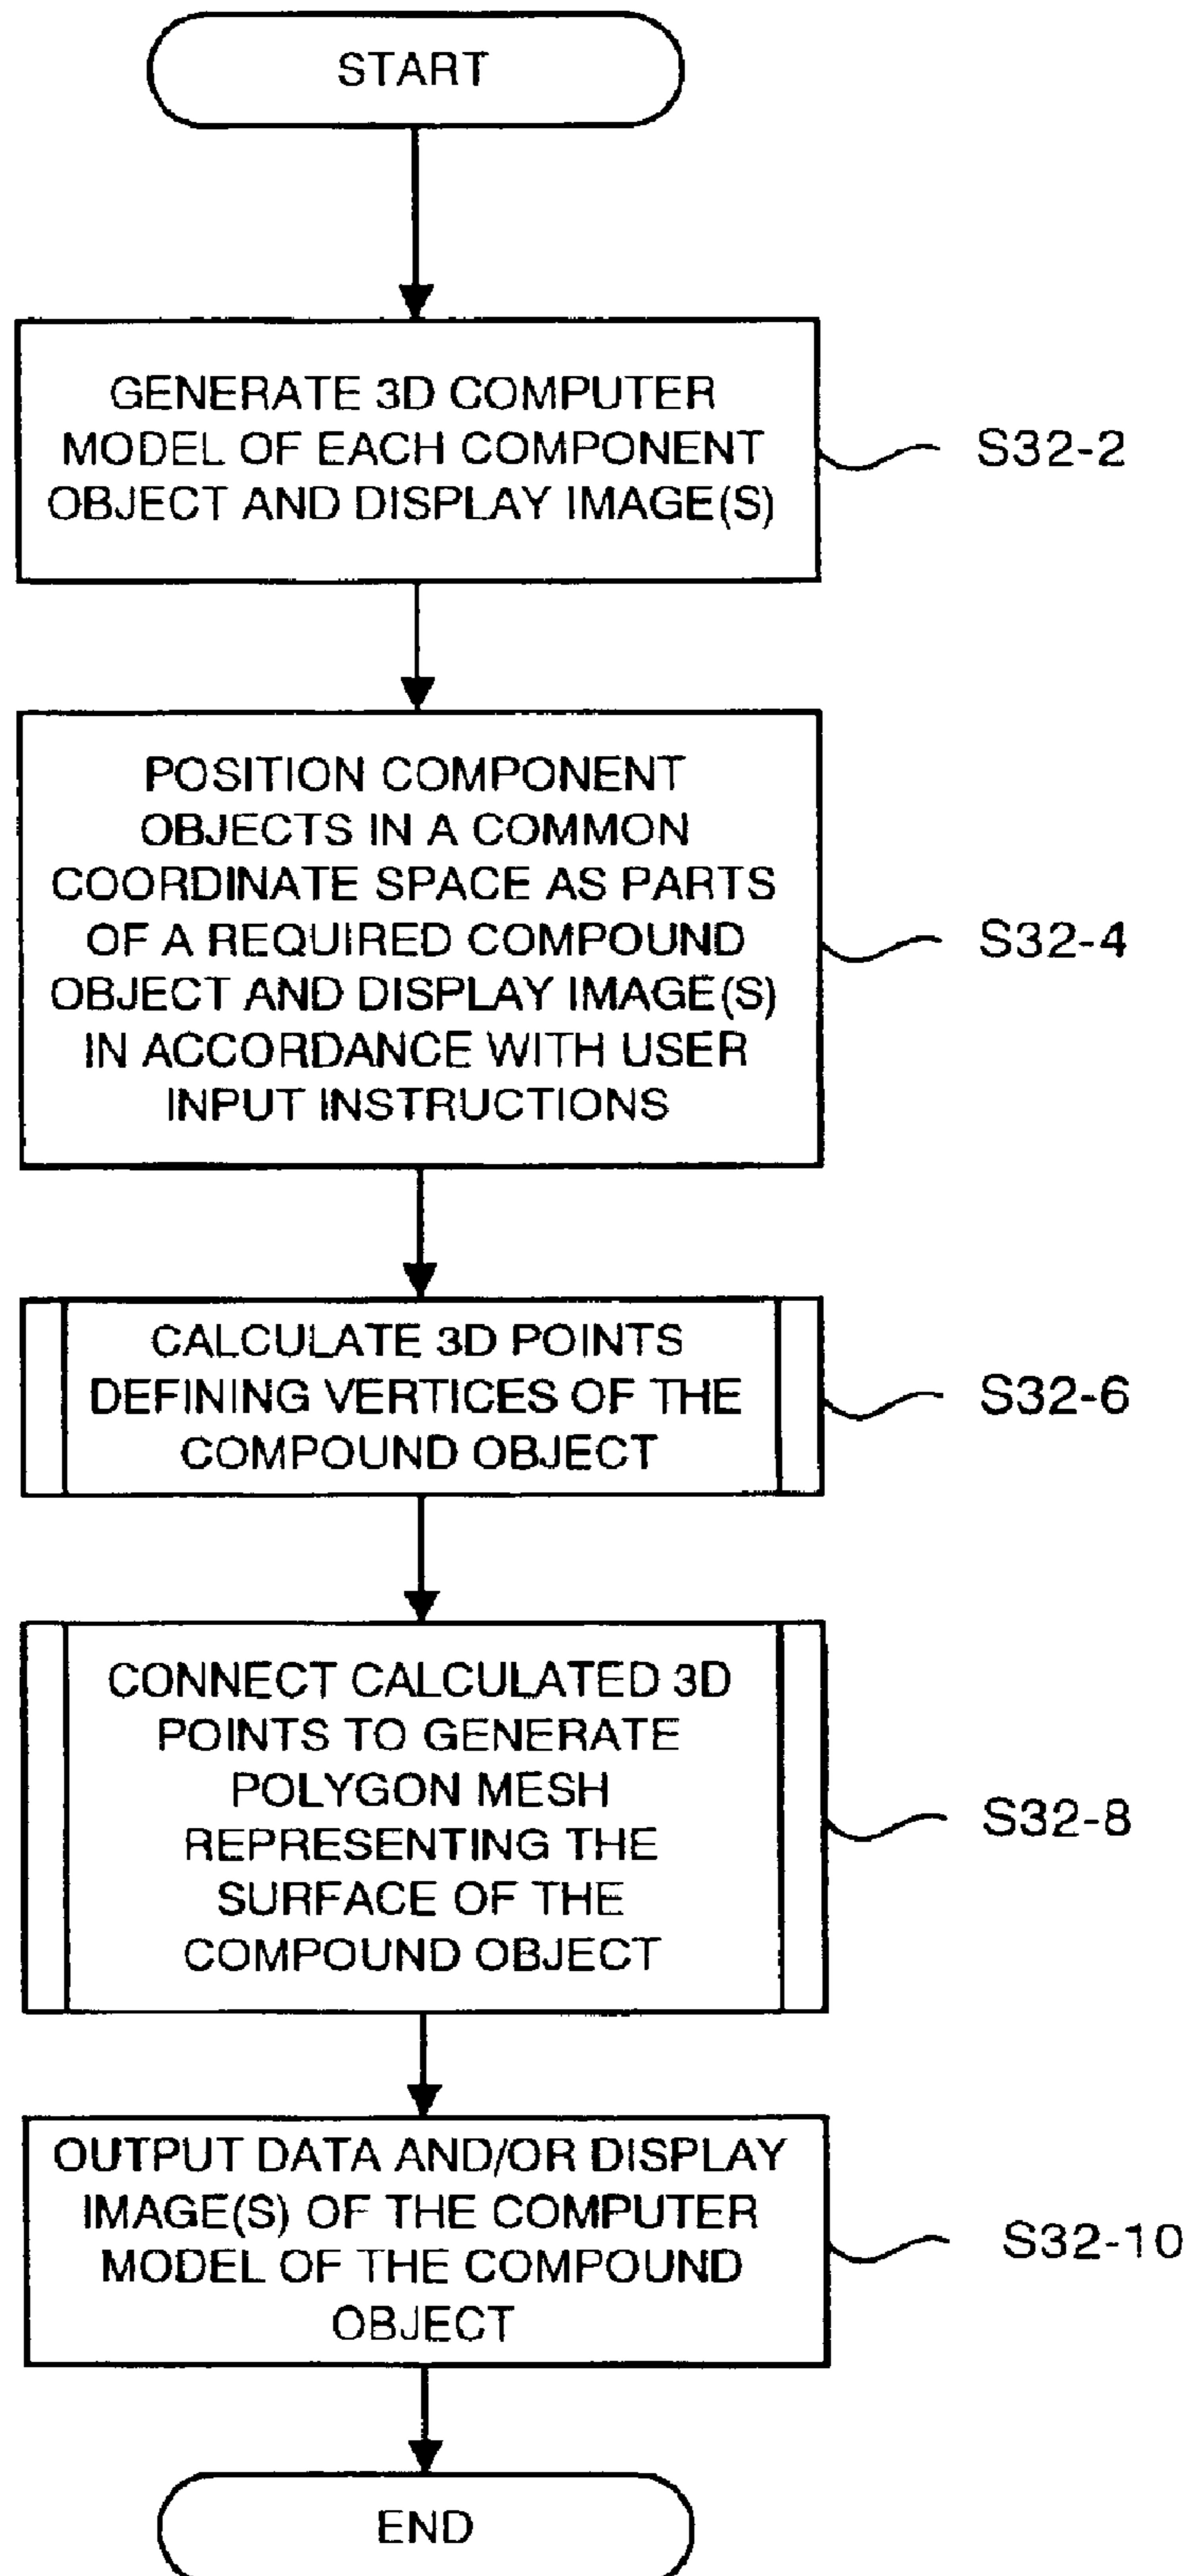 START
GENERATE 3D COMPUTER
MODEL OF EACH COMPONENT
OBJECT AND DISPLAY IMAGE(S)
S32-2
POSITION COMPONENT
OBJECTS IN A COMMON
COORDINATE SPACE AS PARTS
OF A REQUIRED COMPOUND
OBJECT AND DISPLAY IMAGE(S)
IN ACCORDANCE WITH USER
INPUT INSTRUCTIONS
S32-4
CALCULATE 3D POINTS
DEFINING VERTICES OF THE
COMPOUND OBJECT
S32-6
CONNECT CALCULATED 3D
POINTS TO GENERATE
POLYGON MESH
REPRESENTING THE
SURFACE OF THE
COMPOUND OBJECT
S32-8
OUTPUT DATA AND/OR DISPLAY
IMAGE(S) OF THE COMPUTER
MODEL OF THE COMPOUND
OBJECT
S32-10
END